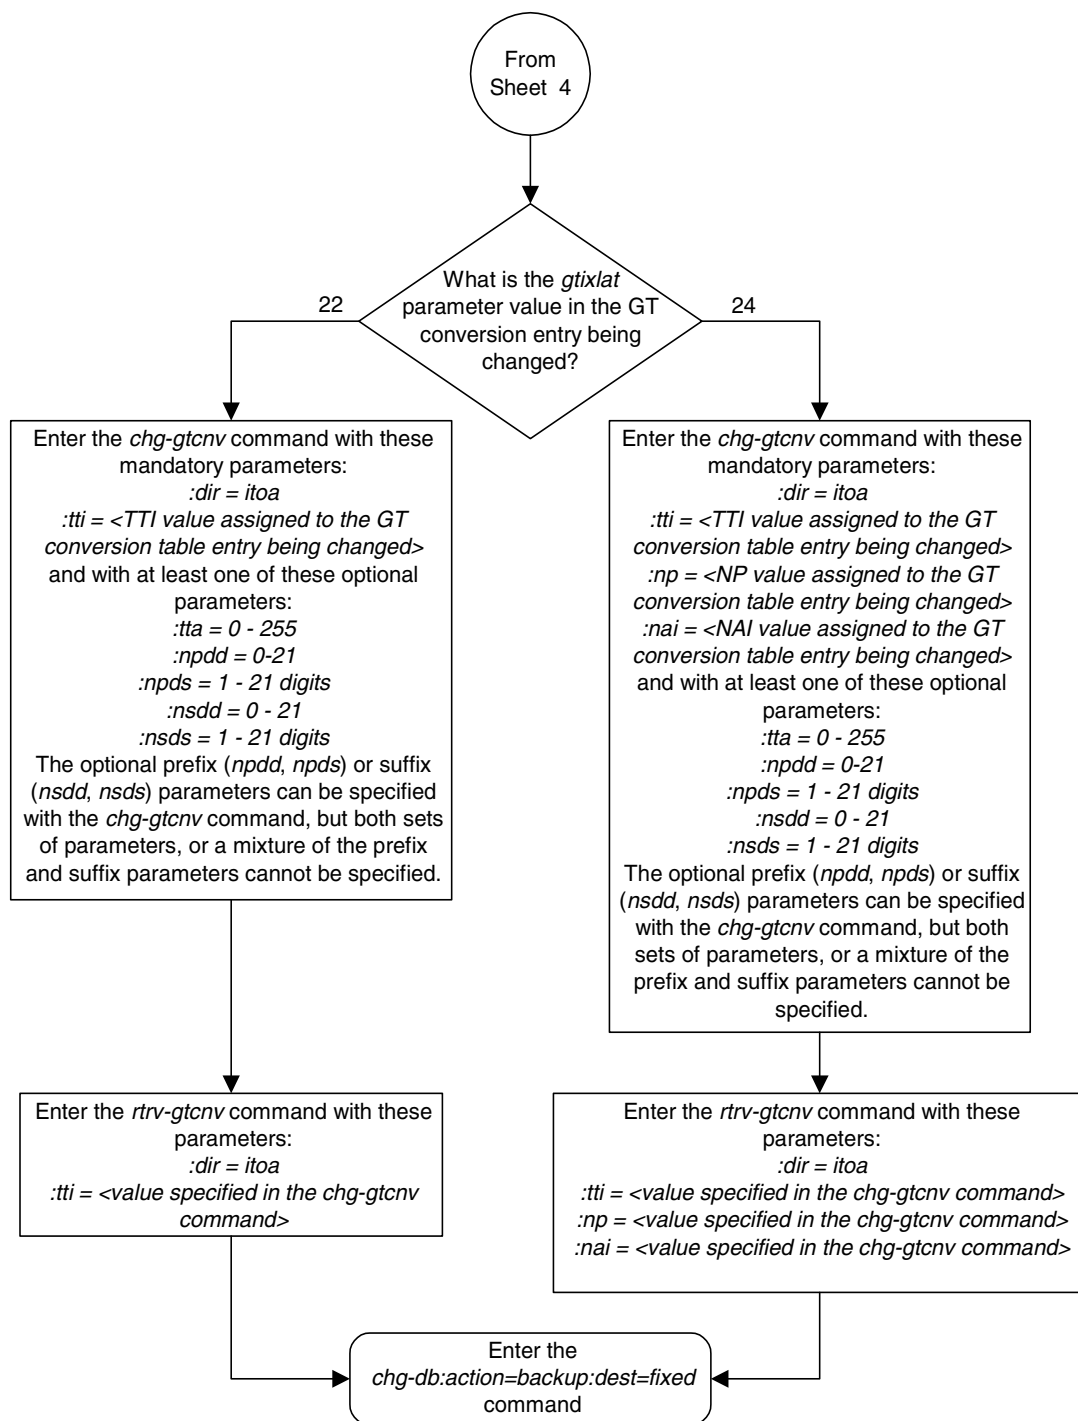 From
Sheet 4
What is the gtixlat
parameter value in the GT
conversion entry being
changed?
22
24
Enter the chg-gtcnv command with these
mandatory parameters:
:dir = itoa
:tti = <TTI value assigned to the GT
conversion table entry being changed>
and with at least one of these optional
parameters:
:tta = 0 - 255
:npdd = 0-21
:npds = 1 - 21 digits
:nsdd = 0 - 21
:nsds = 1 - 21 digits
The optional prefix (npdd, npds) or suffix
(nsdd, nsds) parameters can be specified
with the chg-gtcnv command, but both sets
of parameters, or a mixture of the prefix
and suffix parameters cannot be specified.
Enter the chg-gtcnv command with these
mandatory parameters:
:dir = itoa
:tti = <TTI value assigned to the GT
conversion table entry being changed>
:np = <NP value assigned to the GT
conversion table entry being changed>
:nai = <NAI value assigned to the GT
conversion table entry being changed>
and with at least one of these optional
parameters:
:tta = 0 - 255
:npdd = 0-21
:npds = 1 - 21 digits
:nsdd = 0 - 21
:nsds = 1 - 21 digits
The optional prefix (npdd, npds) or suffix
(nsdd, nsds) parameters can be specified
with the chg-gtcnv command, but both
sets of parameters, or a mixture of the
prefix and suffix parameters cannot be
specified.
Enter the rtrv-gtcnv command with these
parameters:
:dir = itoa
:tti = <value specified in the chg-gtcnv
command>
Enter the rtrv-gtcnv command with these
parameters:
:dir = itoa
:tti = <value specified in the chg-gtcnv command>
:np = <value specified in the chg-gtcnv command>
:nai = <value specified in the chg-gtcnv command>
Enter the
chg-db:action=backup:dest=fixed
command